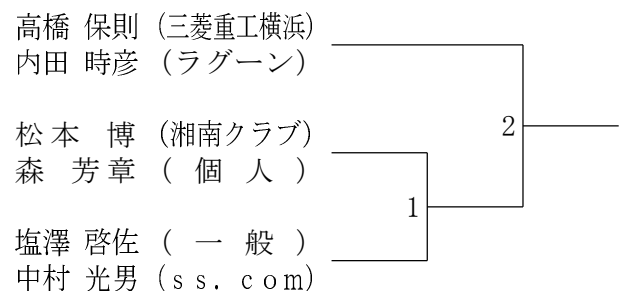 高橋 保則 (三菱重工横浜)
内田 時彦 (ラグーン)
2
松本 博 (湘南クラブ)
森 芳章 (個人)
1
塩澤 啓佐 (一般)
中村 光男 (ss.com)